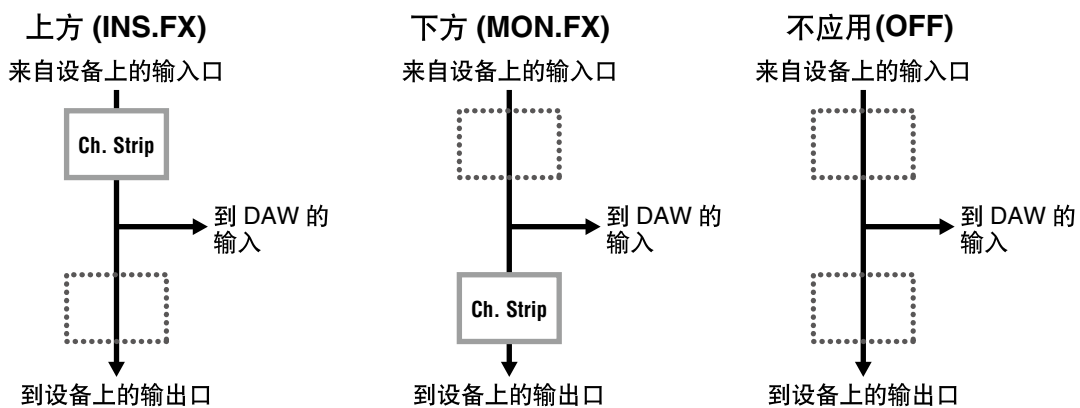 上方 (INS.FX)
来自设备上的输入口
Ch. Strip
到 DAW 的
输入
到设备上的输出口
下方 (MON.FX)
来自设备上的输入口
到 DAW 的
输入
Ch. Strip
到设备上的输出口
不应用(OFF)
来自设备上的输入口
到 DAW 的
输入
到设备上的输出口